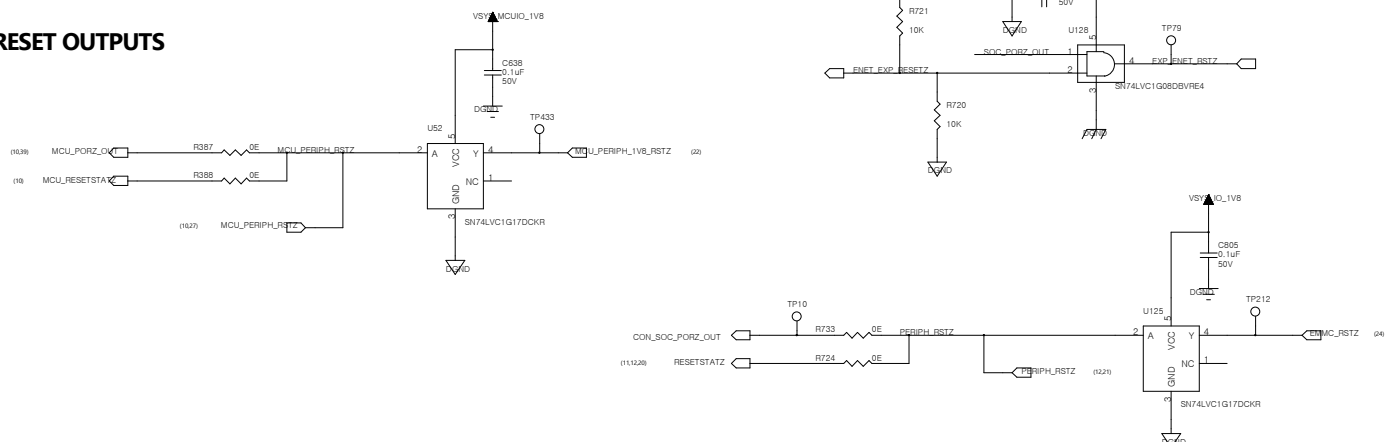 RESET OUTPUTS
VSYS_MCUIO_1V8
C638
0.1uF
50V
DGND
U52
TP433
(10,39) MCU_PORZ_OUT R387 0E MCU_PERIPH_RSTZ 2 A VCC 5 Y 4 MCU_PERIPH_1V8_RSTZ (22)
(10) MCU_RESETSTATZ R388 0E GND NC 1
(10,27) MCU_PERIPH_RSTZ 3 SN74LVC1G17DCKR
DGND
50V
R721
10K
DGND
U128
TP79
SOC_PORZ_OUT 1 5
ENET_EXP_RESETZ 2 4 EXP_ENET_RSTZ
3 SN74LVC1G08DBVRE4
R720
10K
DGND
DGND
VSYS_IO_1V8
C805
0.1uF
50V
DGND
TP10
U125
TP212
CON_SOC_PORZ_OUT R733 0E PERIPH_RSTZ 2 A VCC 5 Y 4 EMMC_RSTZ (24)
(11,12,20) RESETSTATZ R724 0E GND NC 1
PERIPH_RSTZ (12,21)
3 SN74LVC1G17DCKR
DGND